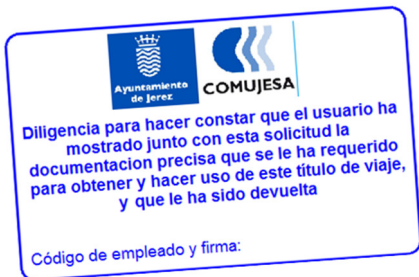 Ayuntamiento
de Jerez
COMUJESA
Diligencia para hacer constar que el usuario ha
mostrado junto con esta solicitud la
documentacion precisa que se le ha requerido
para obtener y hacer uso de este título de viaje,
y que le ha sido devuelta
Código de empleado y firma: